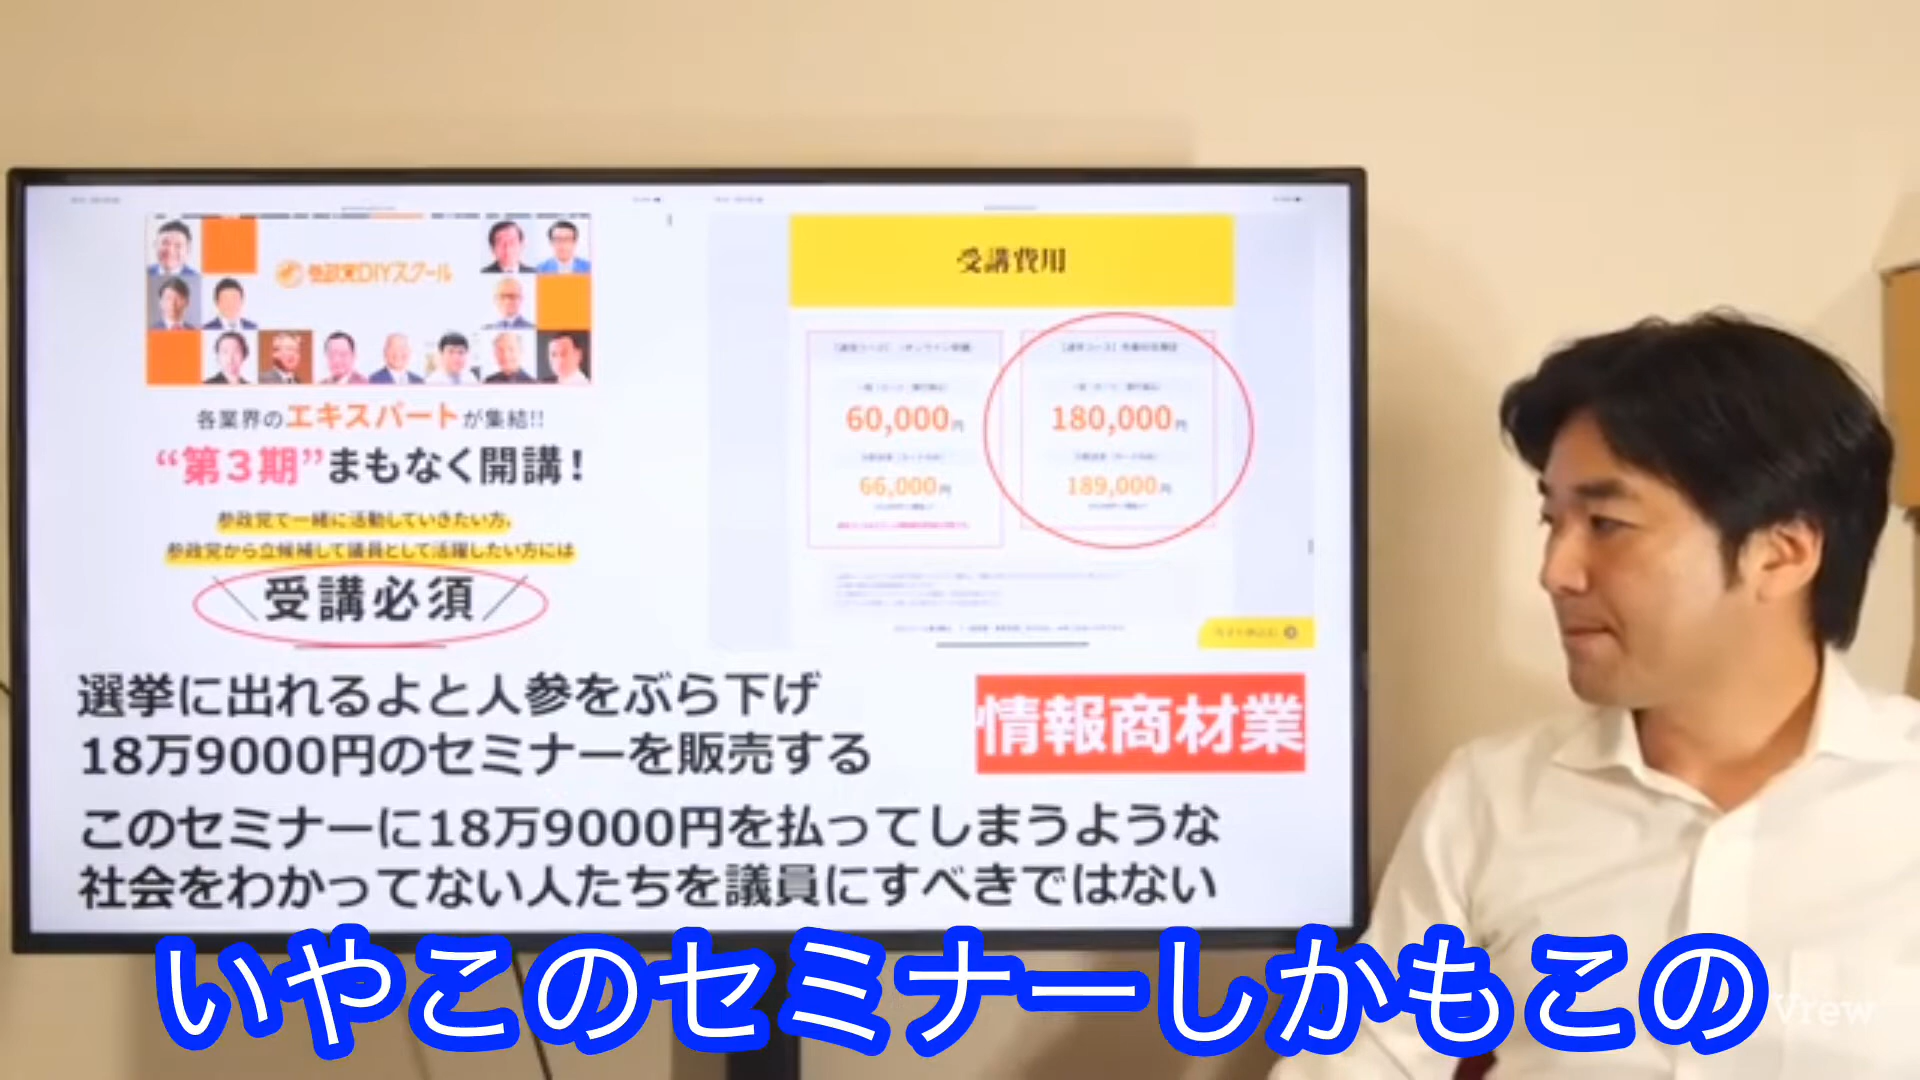 参政党DIYスクール
各業界のエキスパートが集結!!
“第3期”まもなく開講！
参政党で一緒に活動していきたい方、
参政党から立候補して議員として活躍したい方には
＼受講必須／
受講費用
60,000円
180,000円
66,000円
189,000円
選挙に出れるよと人参をぶら下げ
18万9000円のセミナーを販売する
情報商材業
このセミナーに18万9000円を払ってしまうような
社会をわかってない人たちを議員にすべきではない
いやこのセミナーしかもこの
Vrew